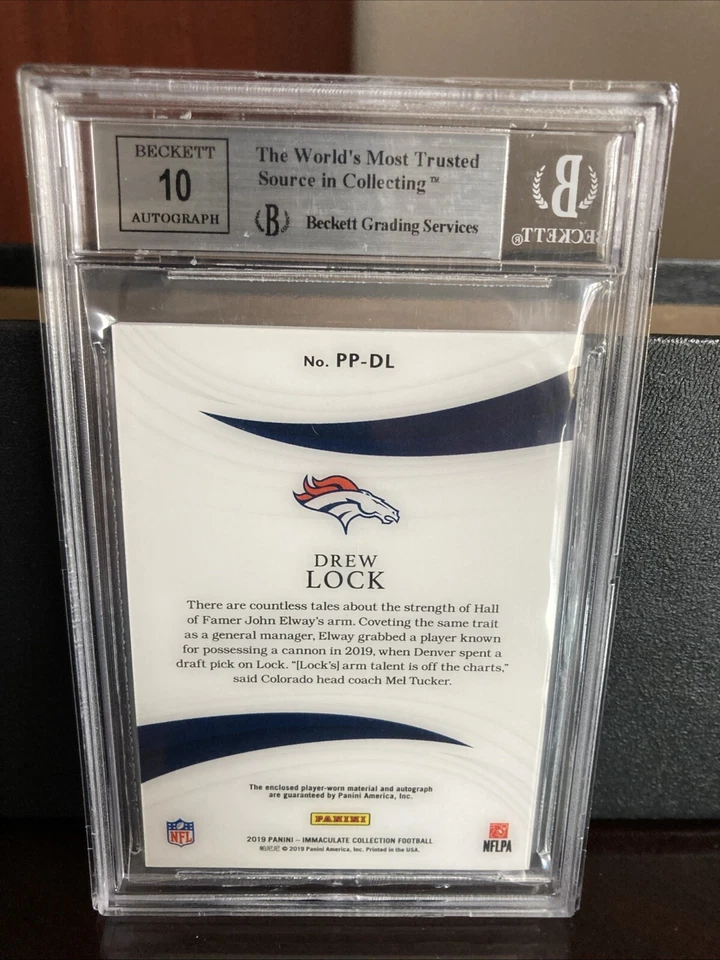 BECKETT
10
AUTOGRAPH
The World's Most Trusted
Source in Collecting™
B Beckett Grading Services
B
BECKETT®
No. PP-DL
DREW
LOCK
There are countless tales about the strength of Hall
of Famer John Elway's arm. Coveting the same trait
as a general manager, Elway grabbed a player known
for possessing a cannon in 2019, when Denver spent a
draft pick on Lock. "[Lock's] arm talent is off the charts,"
said Colorado head coach Mel Tucker.
The enclosed player-worn material and autograph
are guaranteed by Panini America, Inc.
PANINI
NFL
2019 PANINI – IMMACULATE COLLECTION FOOTBALL
帕尼尼 © 2019 Panini America, Inc. Printed in the USA.
NFLPA